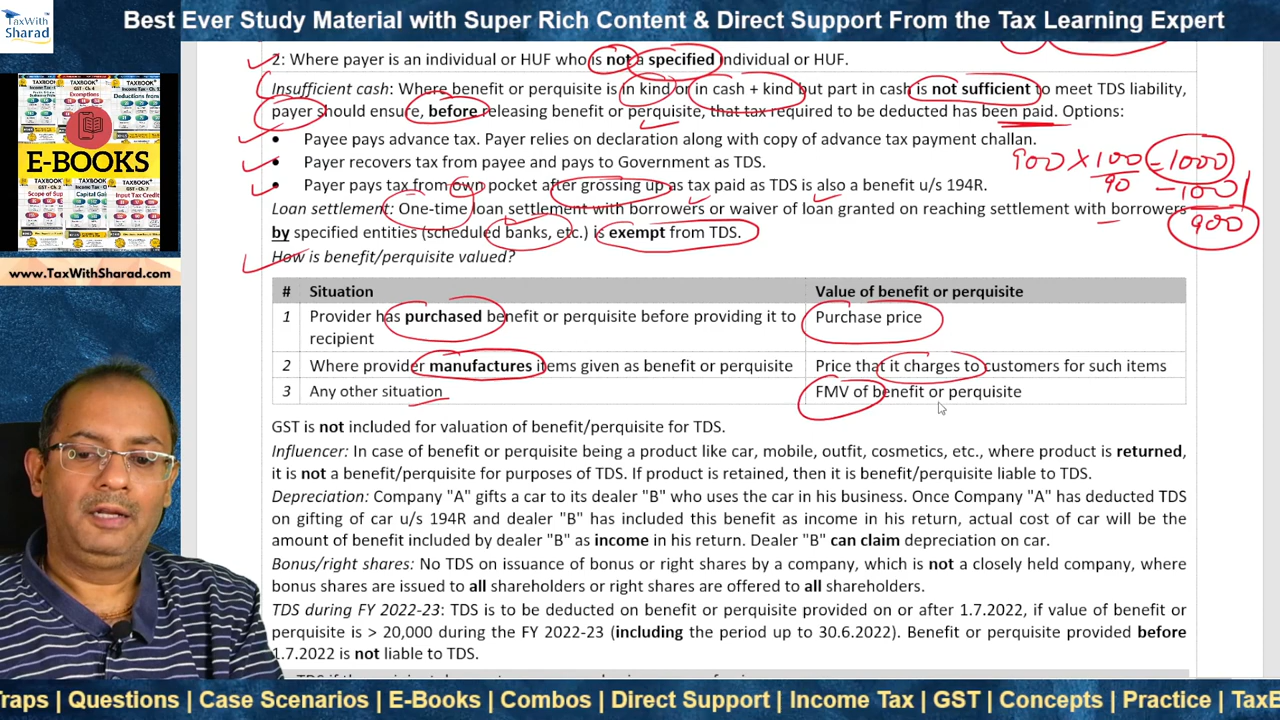 Best Ever Study Material with Super Rich Content & Direct Support From the Tax Learning Expert
TaxWith
Sharad
E-BOOKS
www.TaxWithSharad.com
2: Where payer is an individual or HUF who is not a specified individual or HUF.
Insufficient cash: Where benefit or perquisite is in kind or in cash + kind but part in cash is not sufficient to meet TDS liability,
payer should ensure, before releasing benefit or perquisite, that tax required to be deducted has been paid. Options:
• Payee pays advance tax. Payer relies on declaration along with copy of advance tax payment challan.
• Payer recovers tax from payee and pays to Government as TDS.
• Payer pays tax from own pocket after grossing up as tax paid as TDS is also a benefit u/s 194R.
900 × 100/90 = 1000
- 100
900
Loan settlement: One-time loan settlement with borrowers or waiver of loan granted on reaching settlement with borrowers
by specified entities (scheduled banks, etc.) is exempt from TDS.
How is benefit/perquisite valued?
# Situation Value of benefit or perquisite
1 Provider has purchased benefit or perquisite before providing it to Purchase price
recipient
2 Where provider manufactures items given as benefit or perquisite Price that it charges to customers for such items
3 Any other situation FMV of benefit or perquisite
GST is not included for valuation of benefit/perquisite for TDS.
Influencer: In case of benefit or perquisite being a product like car, mobile, outfit, cosmetics, etc., where product is returned,
it is not a benefit/perquisite for purposes of TDS. If product is retained, then it is benefit/perquisite liable to TDS.
Depreciation: Company "A" gifts a car to its dealer "B" who uses the car in his business. Once Company "A" has deducted TDS
on gifting of car u/s 194R and dealer "B" has included this benefit as income in his return, actual cost of car will be the
amount of benefit included by dealer "B" as income in his return. Dealer "B" can claim depreciation on car.
Bonus/right shares: No TDS on issuance of bonus or right shares by a company, which is not a closely held company, where
bonus shares are issued to all shareholders or right shares are offered to all shareholders.
TDS during FY 2022-23: TDS is to be deducted on benefit or perquisite provided on or after 1.7.2022, if value of benefit or
perquisite is > 20,000 during the FY 2022-23 (including the period up to 30.6.2022). Benefit or perquisite provided before
1.7.2022 is not liable to TDS.
Traps | Questions | Case Scenarios | E-Books | Combos | Direct Support | Income Tax | GST | Concepts | Practice | TaxB